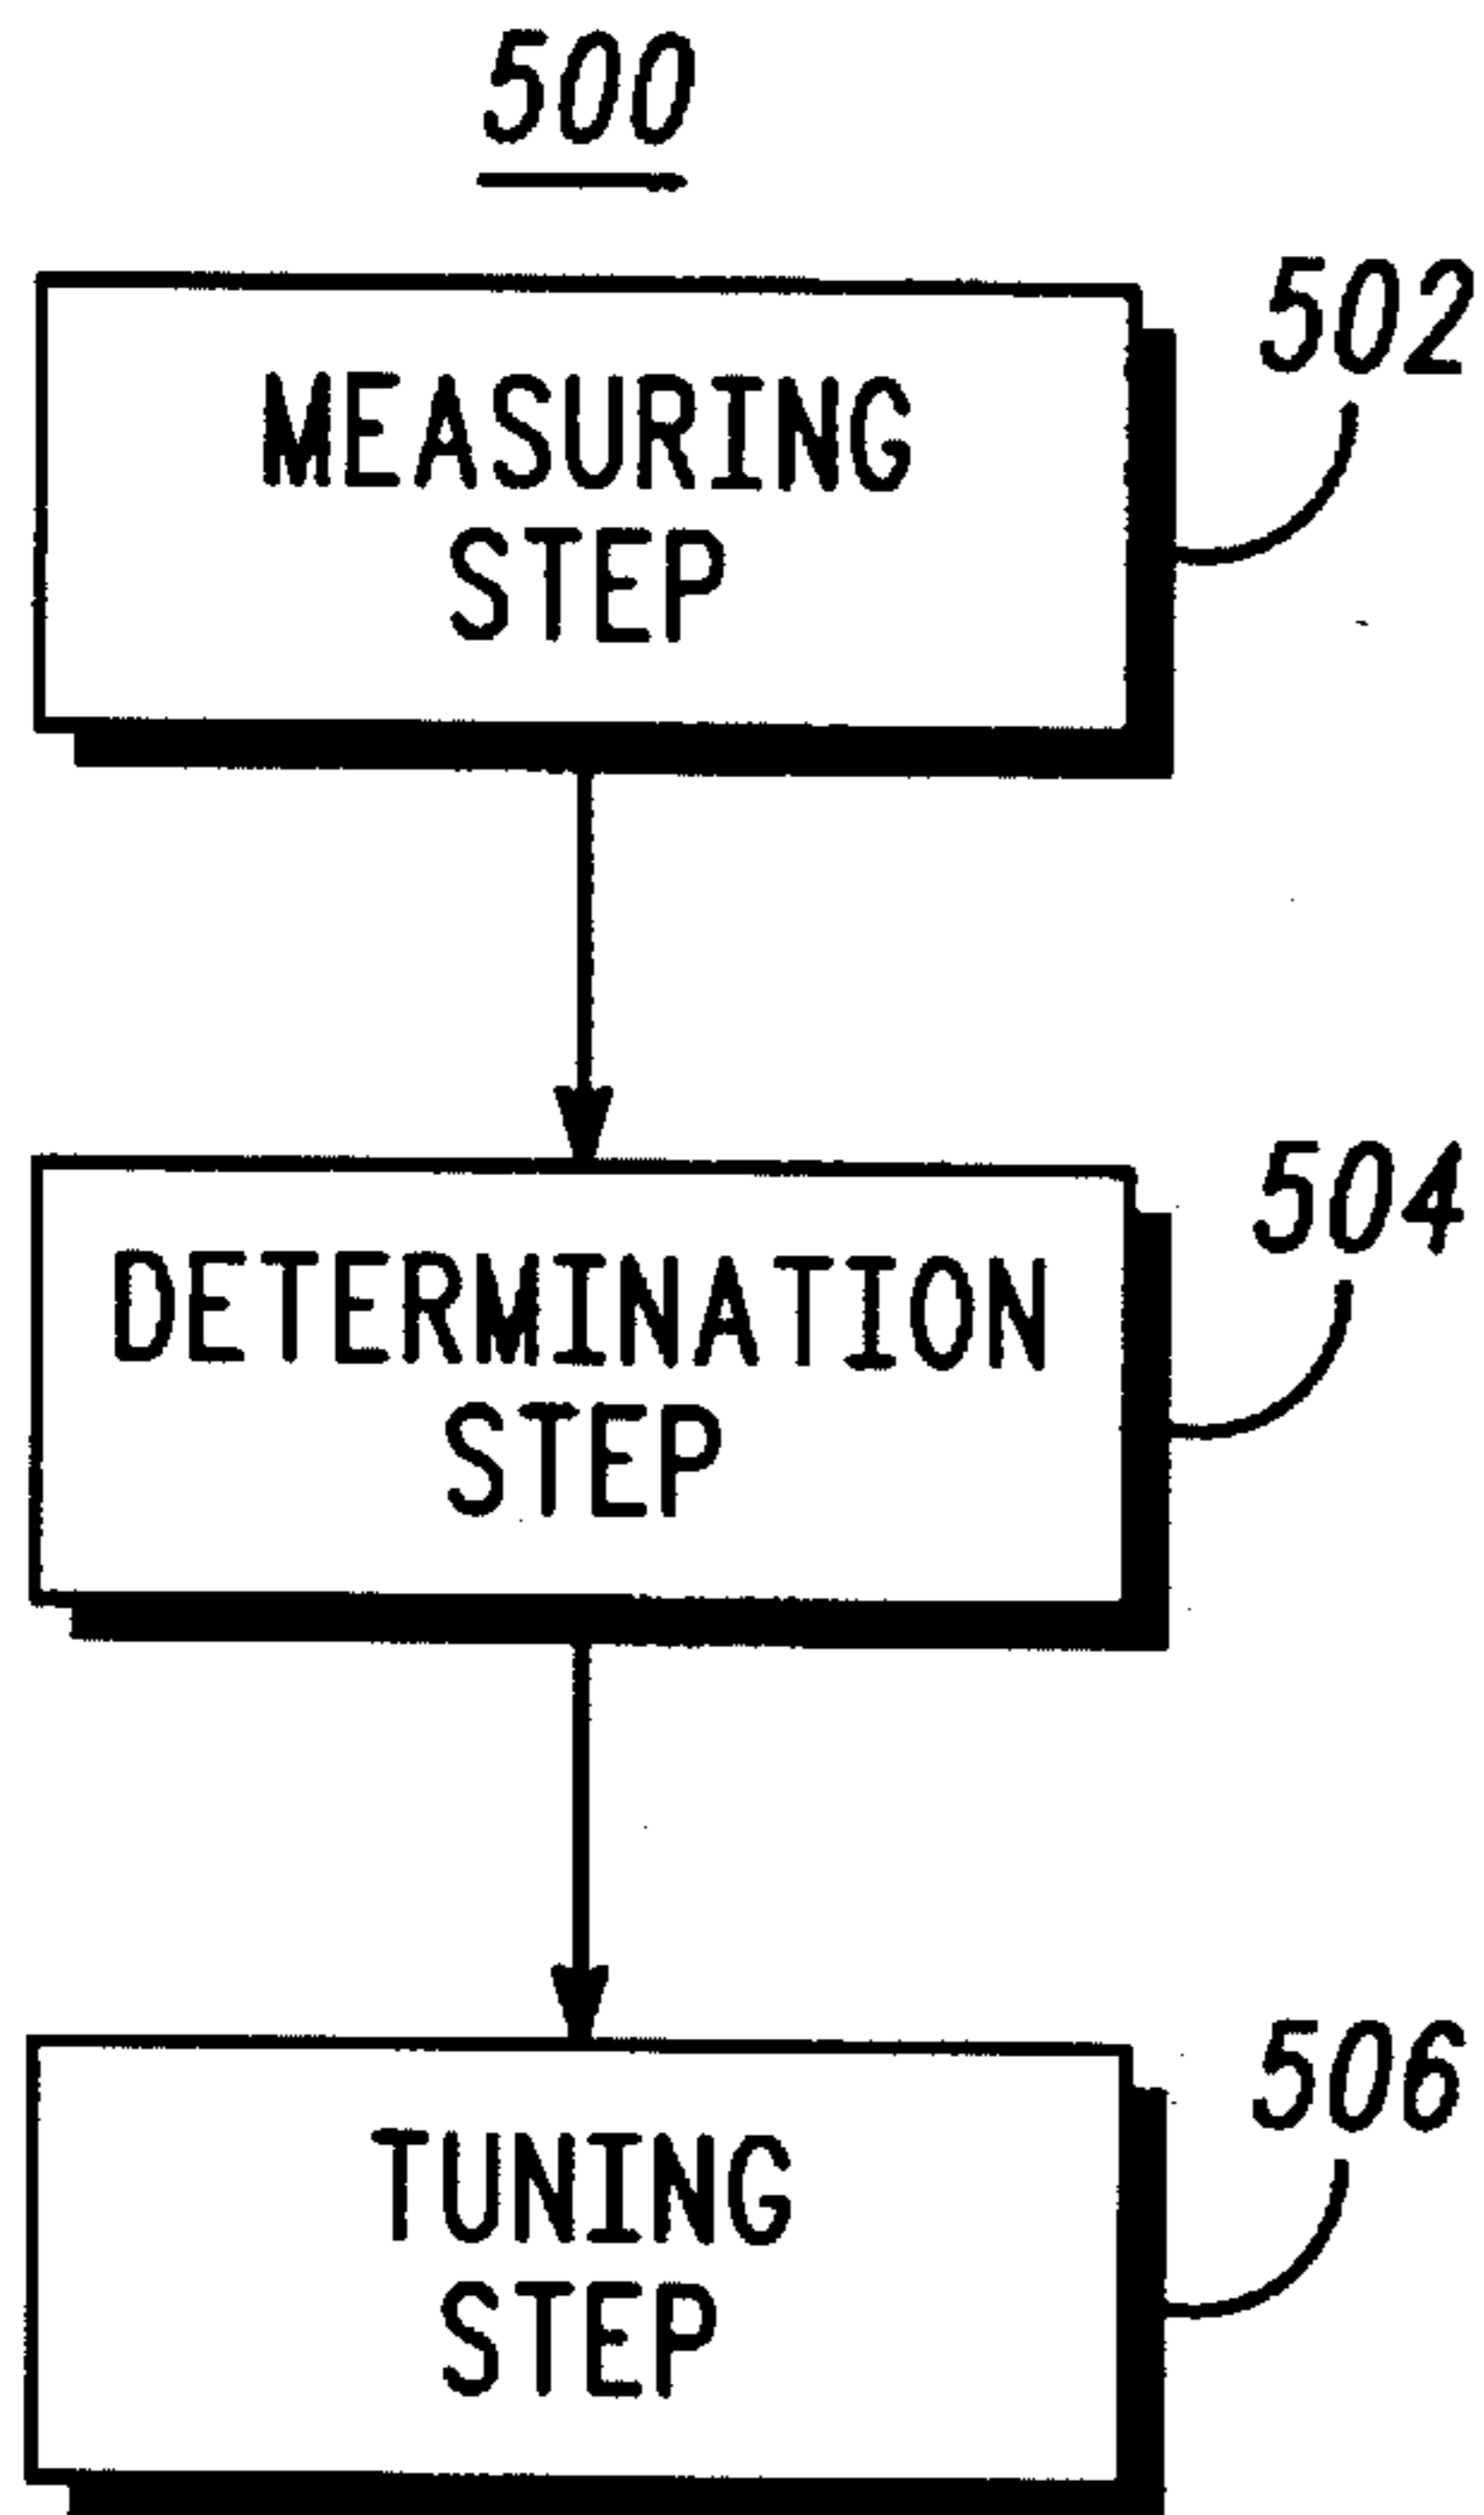 500
502
MEASURING
STEP
504
DETERMINATION
STEP
506
TUNING
STEP